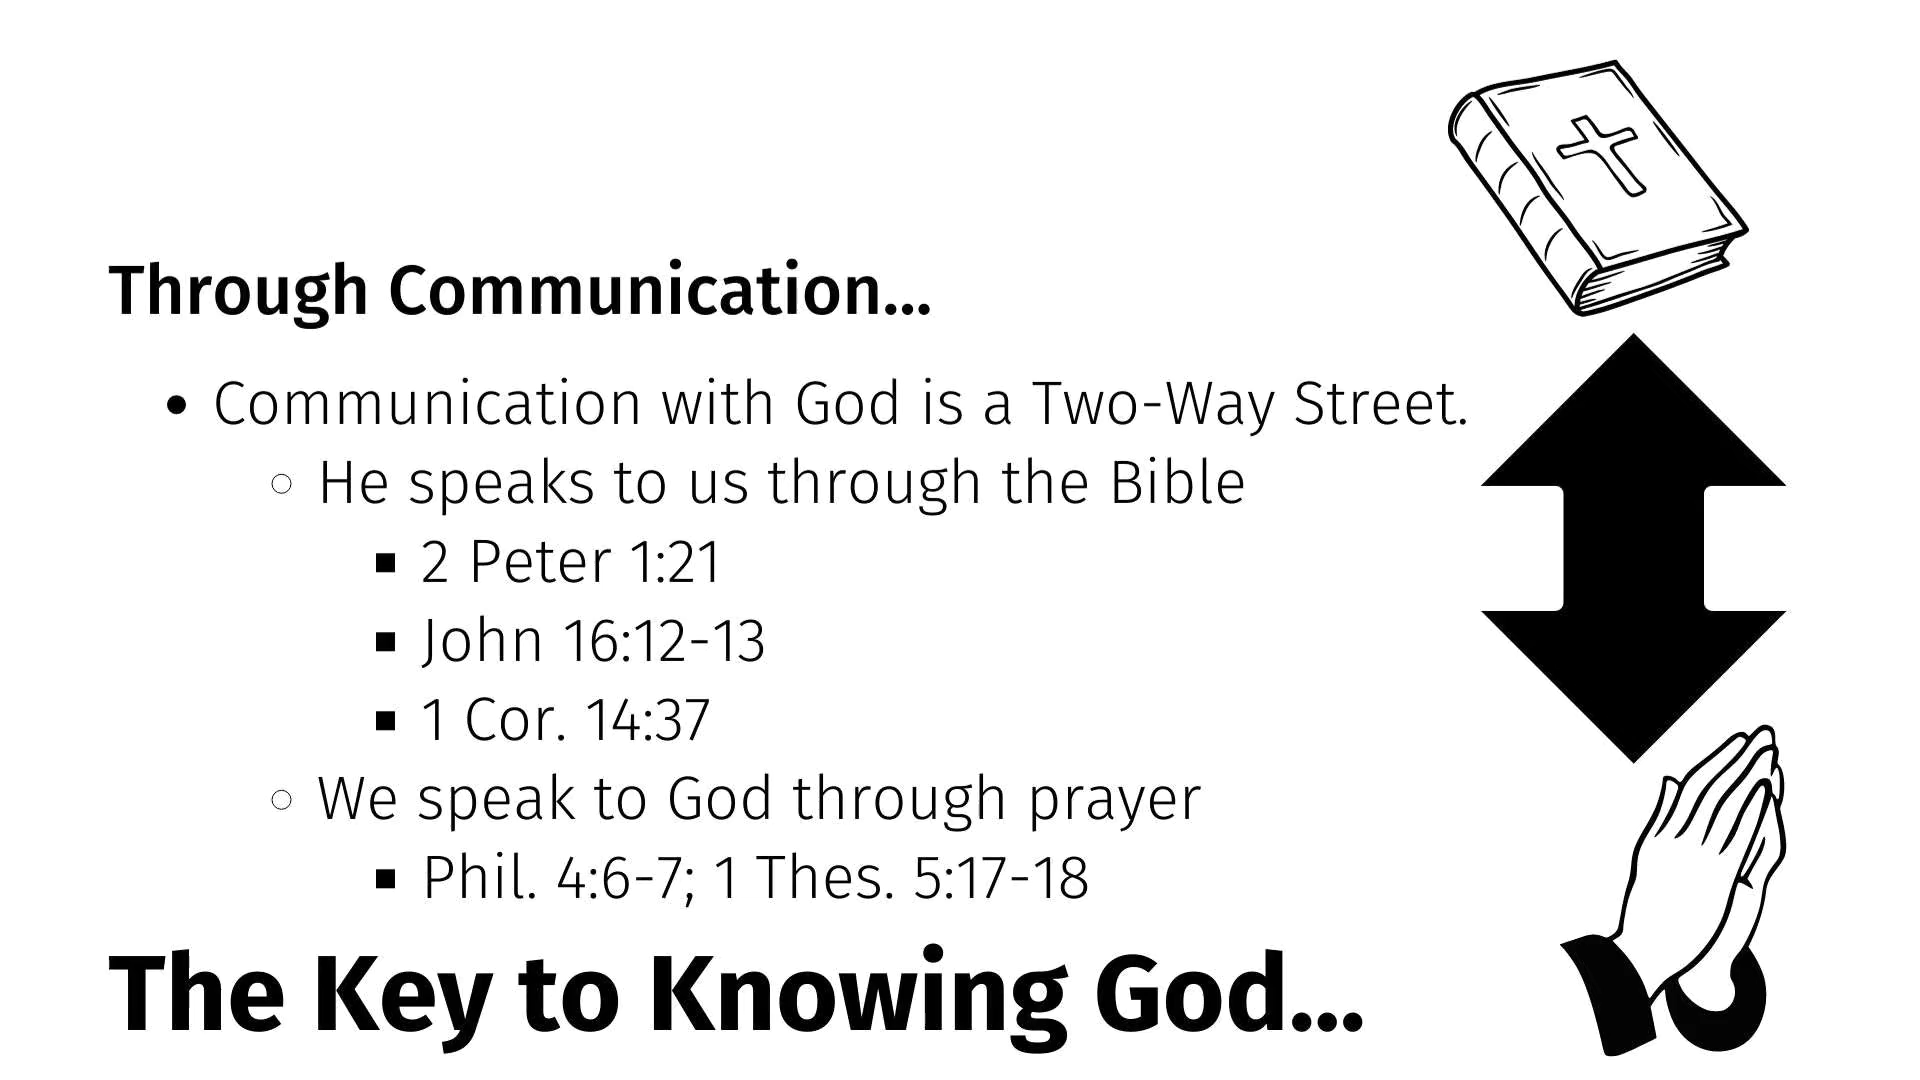 Through Communication...
• Communication with God is a Two-Way Street.
○ He speaks to us through the Bible
■ 2 Peter 1:21
■ John 16:12-13
■ 1 Cor. 14:37
○ We speak to God through prayer
■ Phil. 4:6-7; 1 Thes. 5:17-18
The Key to Knowing God...